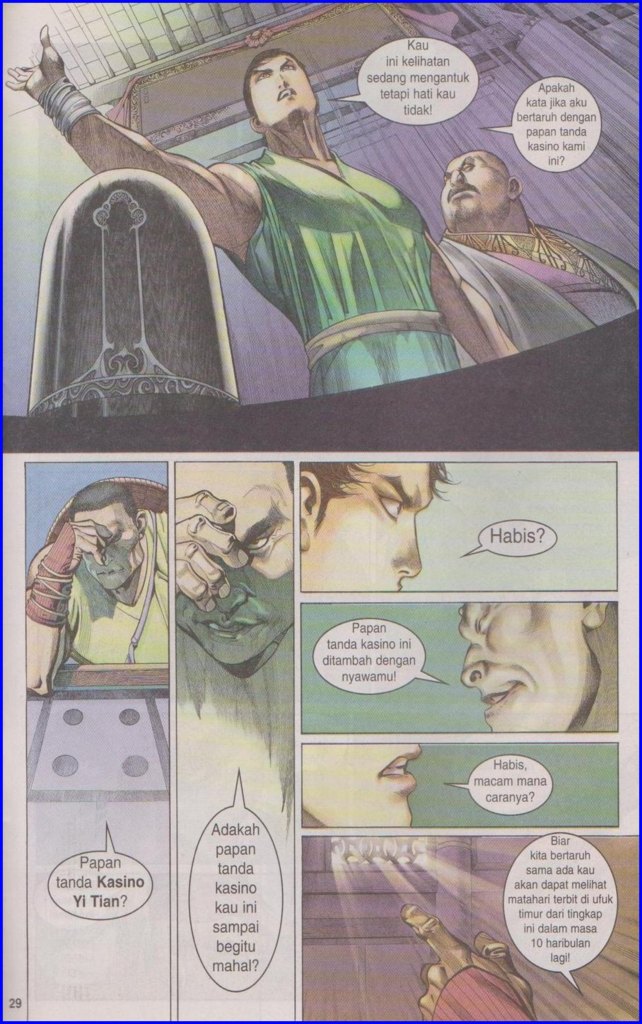 Kau
ini kelihatan
sedang mengantuk
tetapi hati kau
tidak!
Apakah
kata jika aku
bertaruh dengan
papan tanda
kasino kami
ini?
Papan
tanda Kasino
Yi Tian?
Adakah
papan
tanda
kasino
kau ini
sampai
begitu
mahal?
Habis?
Papan
tanda kasino ini
ditambah dengan
nyawamu!
Habis,
macam mana
caranya?
Biar
kita bertaruh
sama ada kau
akan dapat melihat
matahari terbit di ufuk
timur dari tingkap
ini dalam masa
10 haribulan
lagi!
29